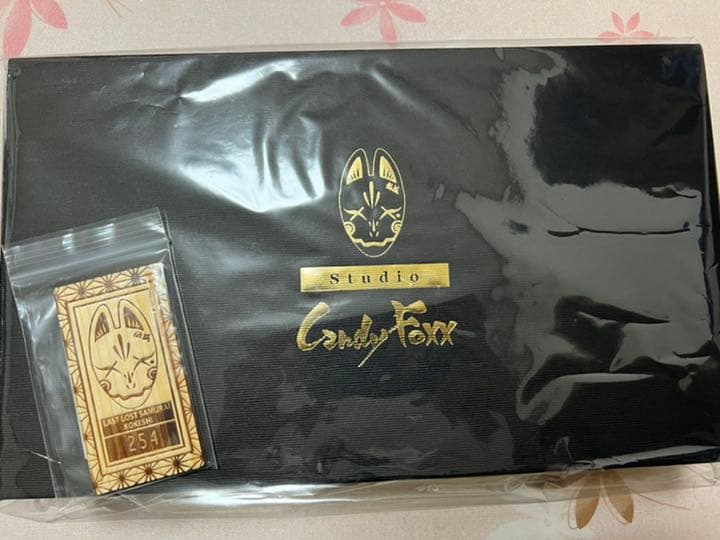 Studio
Candy Foxx
LAST LOST SAMURAI
KOKESHI
254